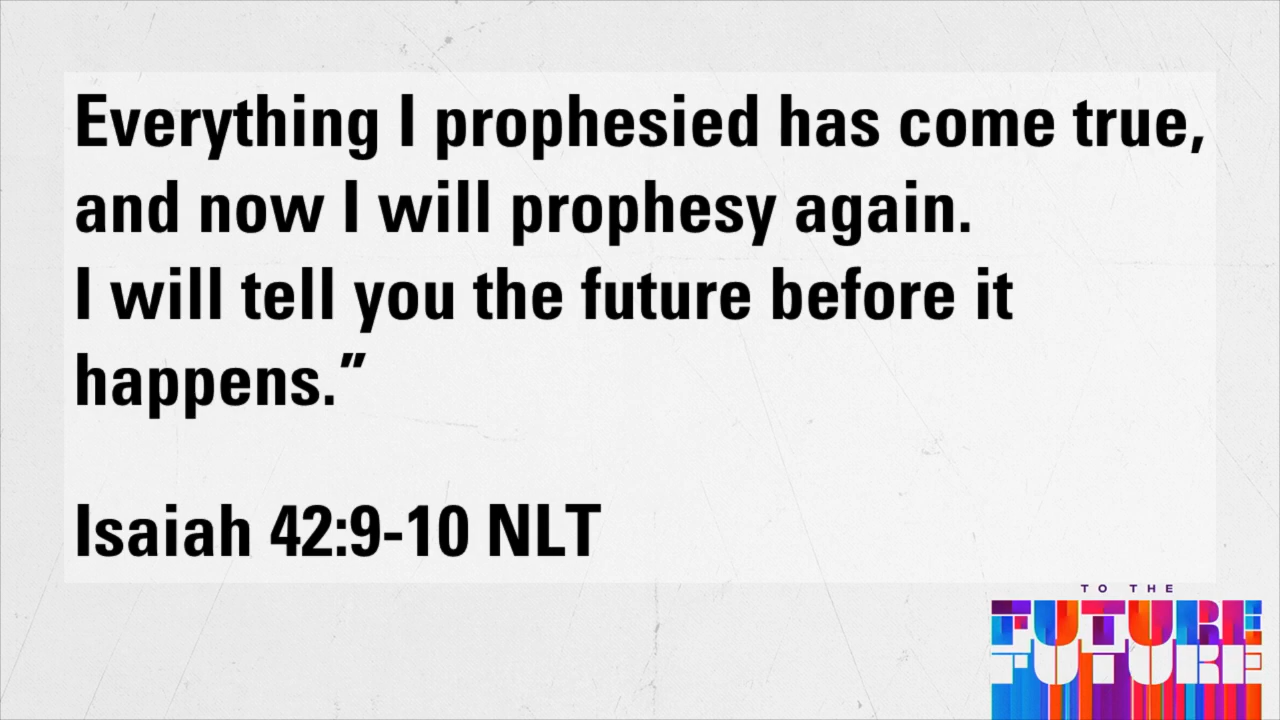 Everything I prophesied has come true,
and now I will prophesy again.
I will tell you the future before it
happens.”
Isaiah 42:9-10 NLT
TO THE
FUTURE
FUTURE